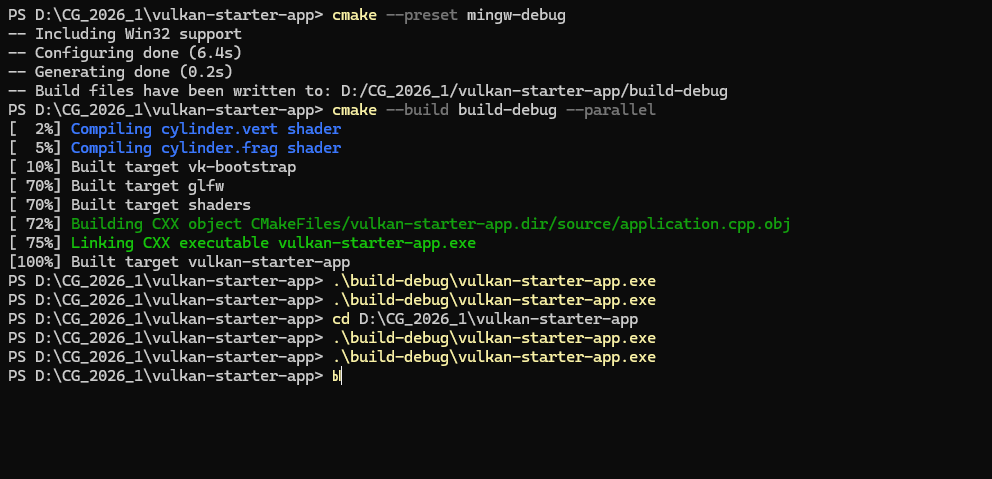 PS D:\CG_2026_1\vulkan-starter-app> cmake --preset mingw-debug
-- Including Win32 support
-- Configuring done (6.4s)
-- Generating done (0.2s)
-- Build files have been written to: D:/CG_2026_1/vulkan-starter-app/build-debug
PS D:\CG_2026_1\vulkan-starter-app> cmake --build build-debug --parallel
[  2%] Compiling cylinder.vert shader
[  5%] Compiling cylinder.frag shader
[ 10%] Built target vk-bootstrap
[ 70%] Built target glfw
[ 70%] Built target shaders
[ 72%] Building CXX object CMakeFiles/vulkan-starter-app.dir/source/application.cpp.obj
[ 75%] Linking CXX executable vulkan-starter-app.exe
[100%] Built target vulkan-starter-app
PS D:\CG_2026_1\vulkan-starter-app> .\build-debug\vulkan-starter-app.exe
PS D:\CG_2026_1\vulkan-starter-app> .\build-debug\vulkan-starter-app.exe
PS D:\CG_2026_1\vulkan-starter-app> cd D:\CG_2026_1\vulkan-starter-app
PS D:\CG_2026_1\vulkan-starter-app> .\build-debug\vulkan-starter-app.exe
PS D:\CG_2026_1\vulkan-starter-app> .\build-debug\vulkan-starter-app.exe
PS D:\CG_2026_1\vulkan-starter-app> ы